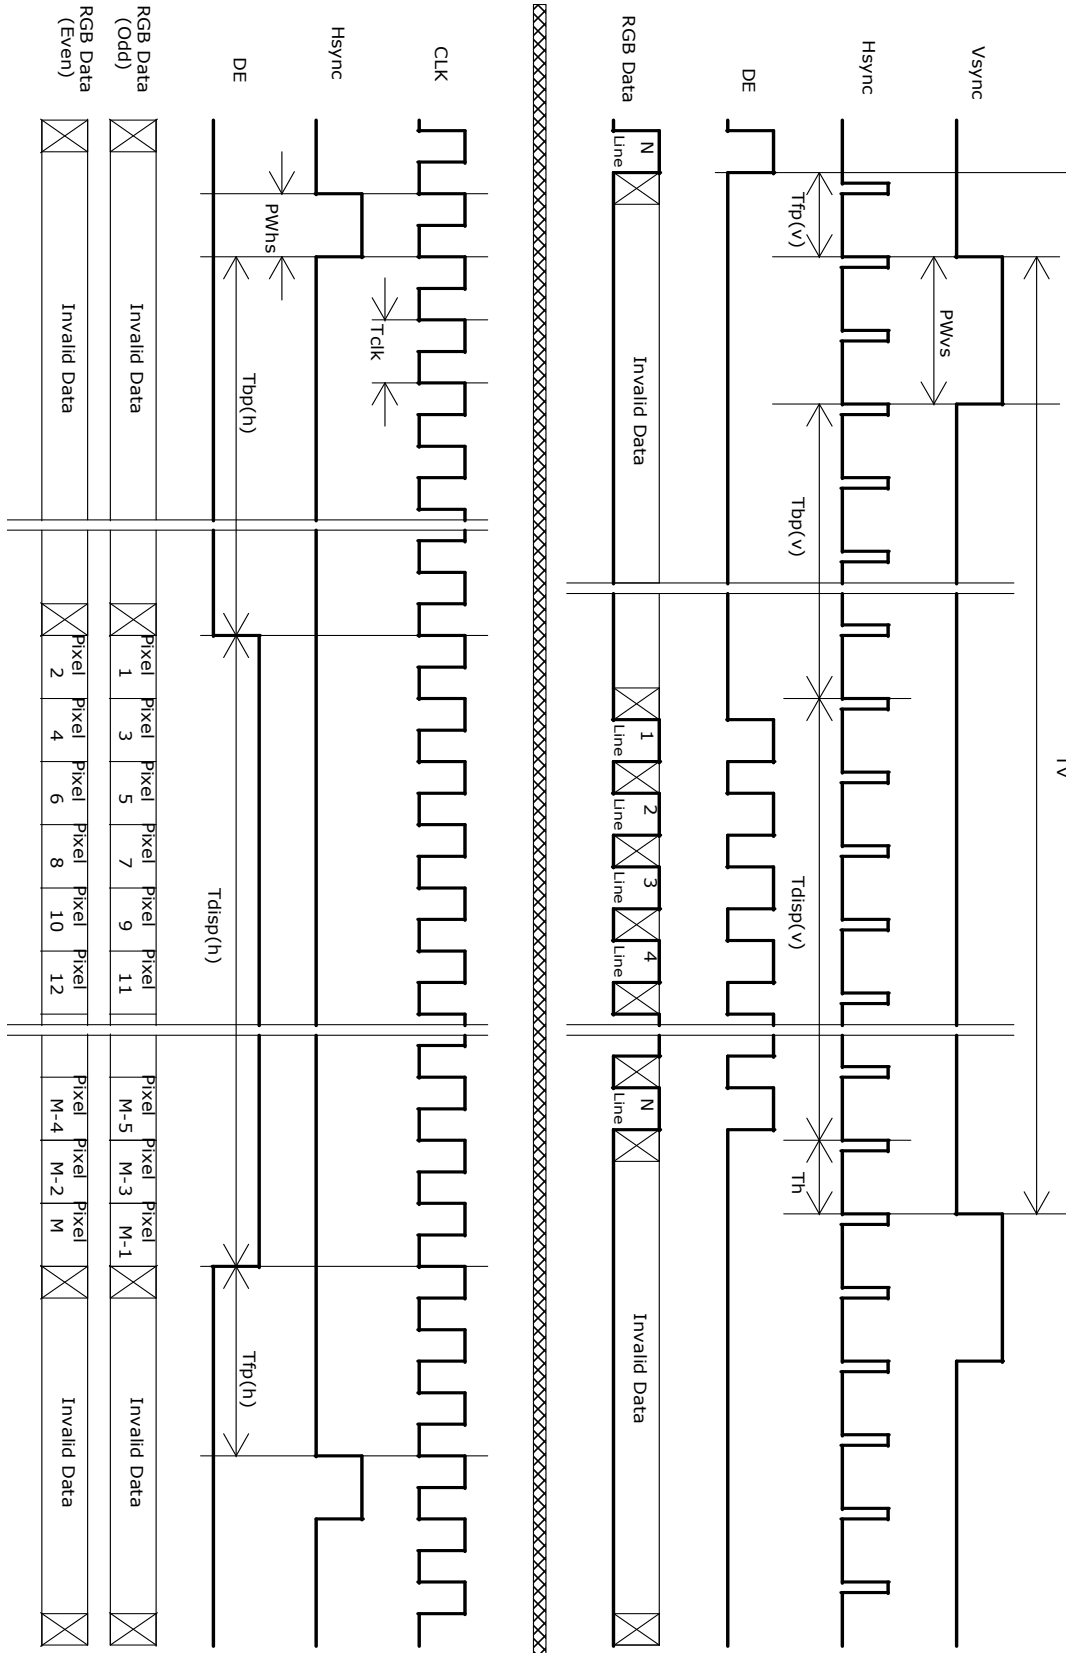 Tv
Vsync
PWvs
Hsync
Tfp(v)
Tbp(v)
Tdisp(v)
Th
DE
RGB Data
N
Line
Invalid Data
1
Line
2
Line
3
Line
4
Line
N
Line
Invalid Data
CLK
Tclk
Hsync
PWhs
DE
Tbp(h)
Tdisp(h)
Tfp(h)
RGB Data
(Odd)
Invalid Data
Pixel
1
Pixel
3
Pixel
5
Pixel
7
Pixel
9
Pixel
11
Pixel
M-5
Pixel
M-3
Pixel
M-1
Invalid Data
RGB Data
(Even)
Invalid Data
Pixel
2
Pixel
4
Pixel
6
Pixel
8
Pixel
10
Pixel
12
Pixel
M-4
Pixel
M-2
Pixel
M
Invalid Data